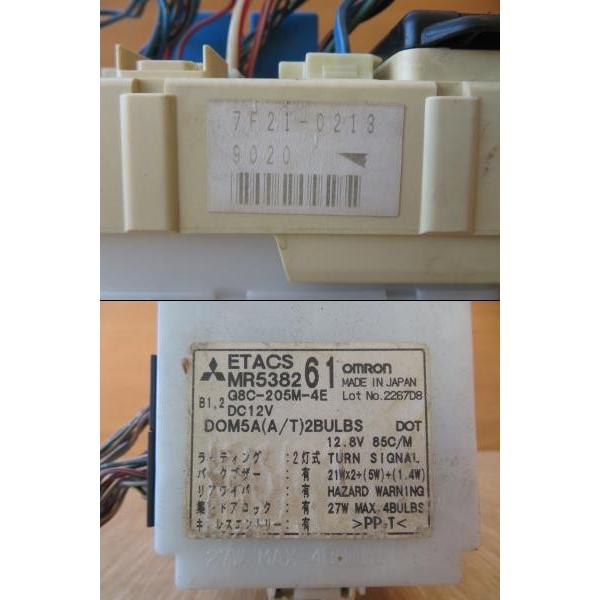 7F21-0213
9020
ETACS
MR538261
omron
MADE IN JAPAN
B1,2 G8C-205M-4E
Lot No.2267D8
DC12V
DOM5A(A/T)2BULBS DOT
12.8V 85C/M
ライティング:2灯式 TURN SIGNAL
バックブザー:有 21W×2+(5W)+(1.4W)
リアワイパ:有 HAZARD WARNING
集・ドアロック:有 27W MAX.4BULBS
キーレスエントリー:有 >PP-T<
27W MAX 4BULBS